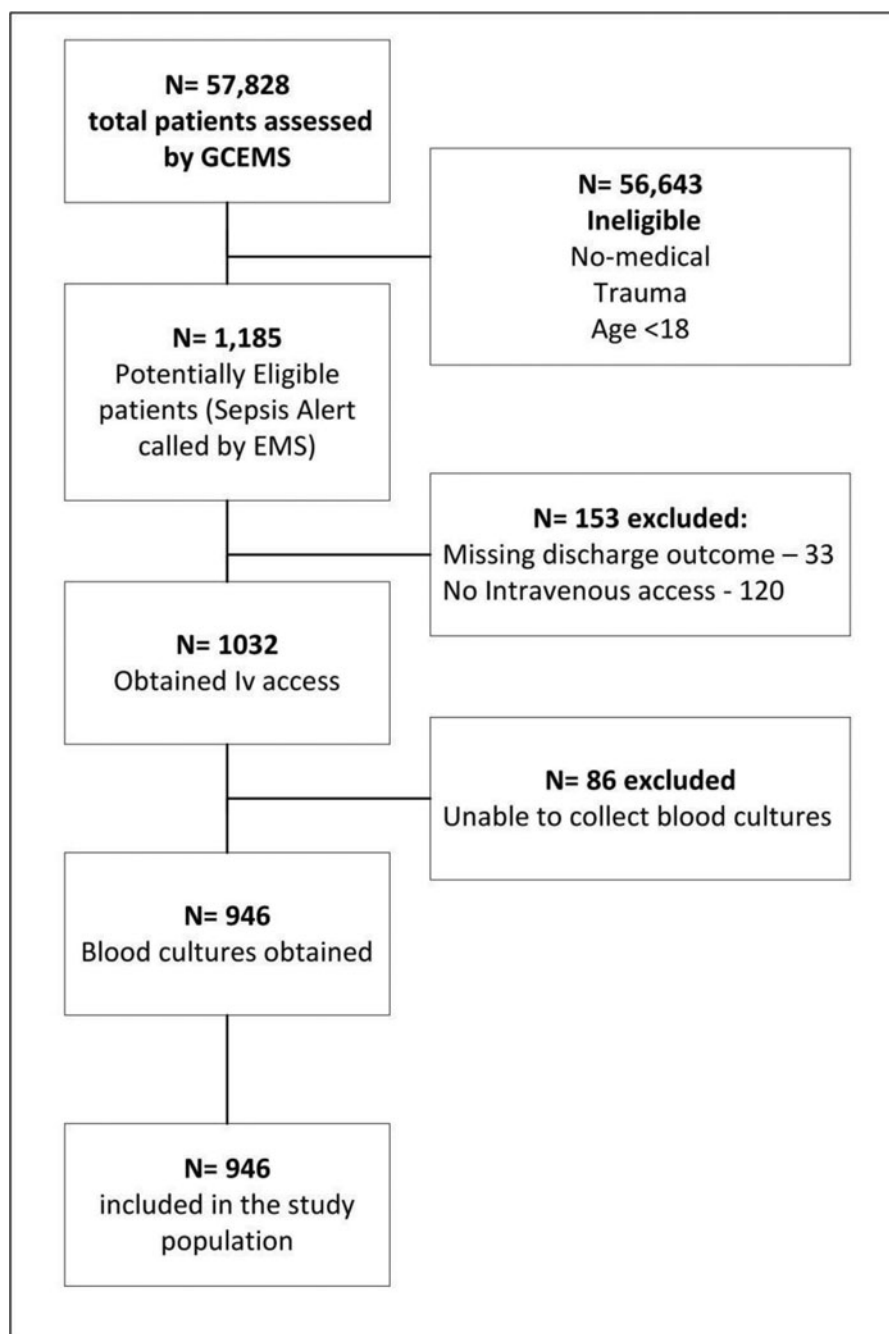 N= 57,828
total patients assessed
by GCEMS
N= 56,643
Ineligible
No-medical
Trauma
Age <18
N= 1,185
Potentially Eligible
patients (Sepsis Alert
called by EMS)
N= 153 excluded:
Missing discharge outcome – 33
No Intravenous access - 120
N= 1032
Obtained Iv access
N= 86 excluded
Unable to collect blood cultures
N= 946
Blood cultures obtained
N= 946
included in the study
population